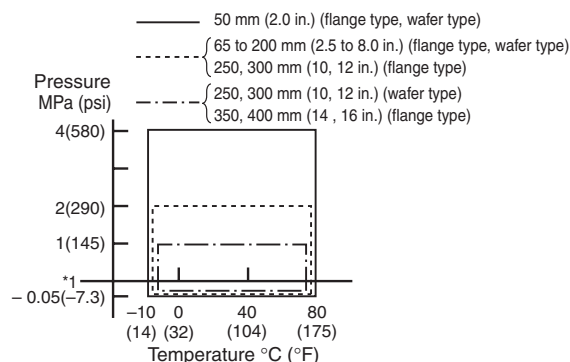 50 mm (2.0 in.) (flange type, wafer type)
65 to 200 mm (2.5 to 8.0 in.) (flange type, wafer type)
250, 300 mm (10, 12 in.) (flange type)
250, 300 mm (10, 12 in.) (wafer type)
350, 400 mm (14 , 16 in.) (flange type)
Pressure
MPa (psi)
4(580)
2(290)
1(145)
*1
– 0.05(–7.3)
–10 0 40 80
(14) (32) (104) (175)
Temperature °C (°F)